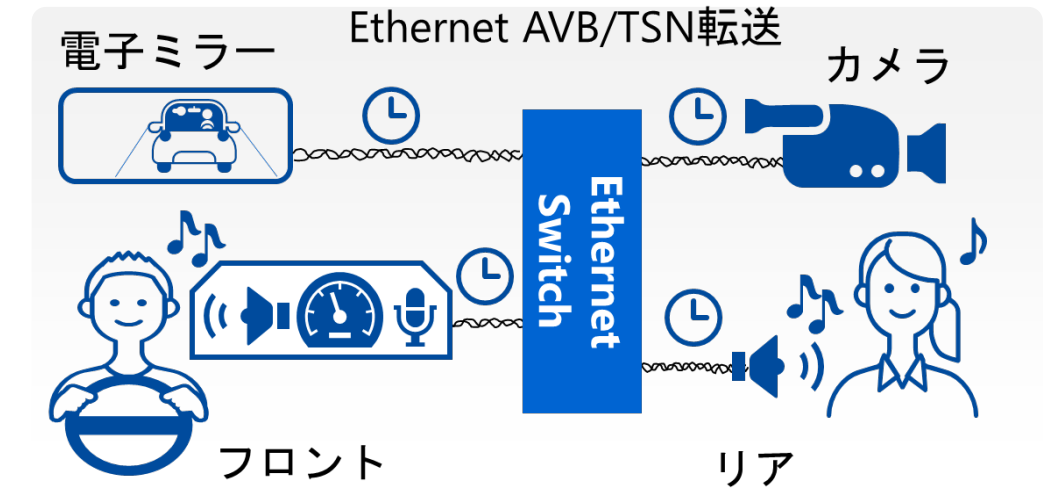 Ethernet AVB/TSN転送
電子ミラー
カメラ
Ethernet
Switch
フロント
リア